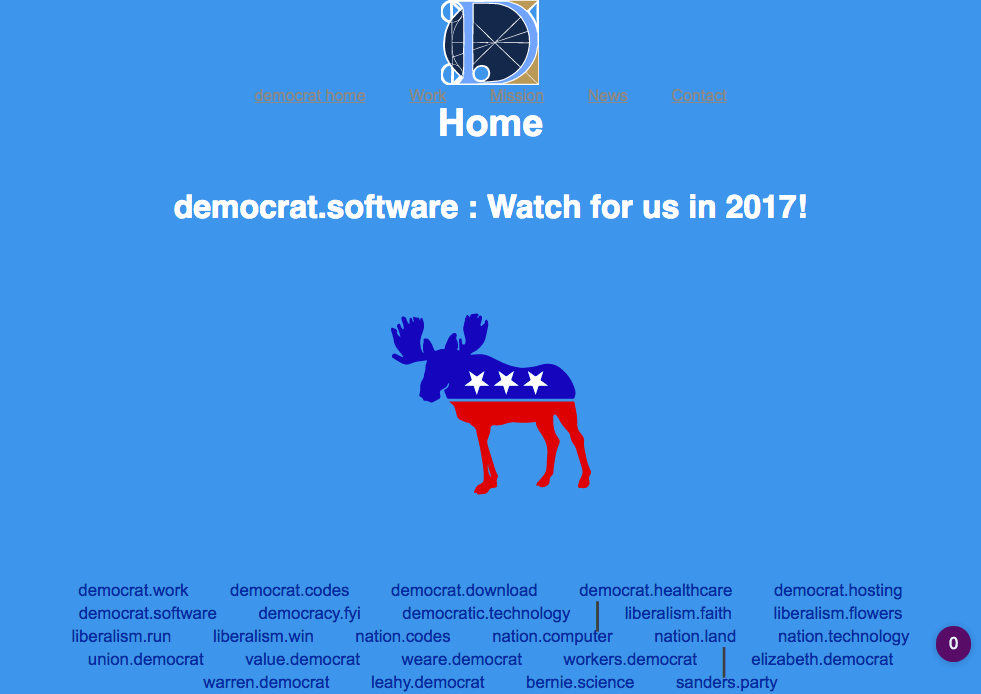 democrat.home Work Mission News Contact
Home
democrat.software : Watch for us in 2017!
democrat.work democrat.codes democrat.download democrat.healthcare democrat.hosting
democrat.software democracy.fyi democratic.technology | liberalism.faith liberalism.flowers
liberalism.run liberalism.win nation.codes nation.computer nation.land nation.technology
union.democrat value.democrat weare.democrat workers.democrat | elizabeth.democrat
warren.democrat leahy.democrat bernie.science sanders.party
0